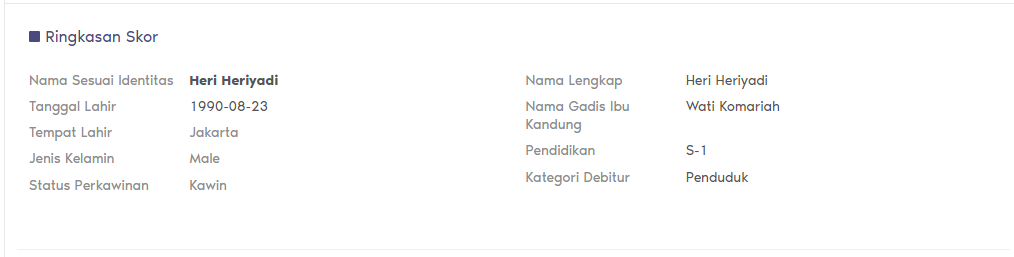 Ringkasan Skor
Nama Sesuai Identitas Heri Heriyadi
Tanggal Lahir 1990-08-23
Tempat Lahir Jakarta
Jenis Kelamin Male
Status Perkawinan Kawin
Nama Lengkap Heri Heriyadi
Nama Gadis Ibu Wati Komariah
Kandung
Pendidikan S-1
Kategori Debitur Penduduk